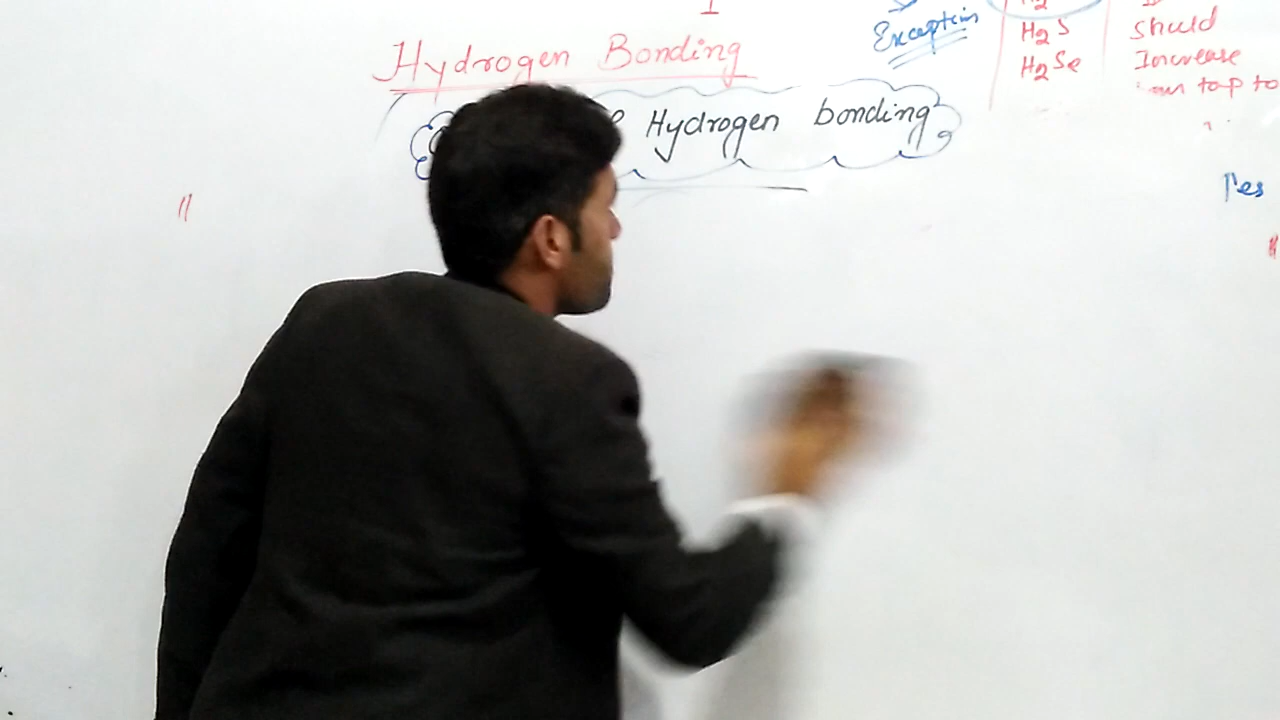 Hydrogen Bonding
Hydrogen bonding
Exception
H2S
H2Se
should
Increase
top to